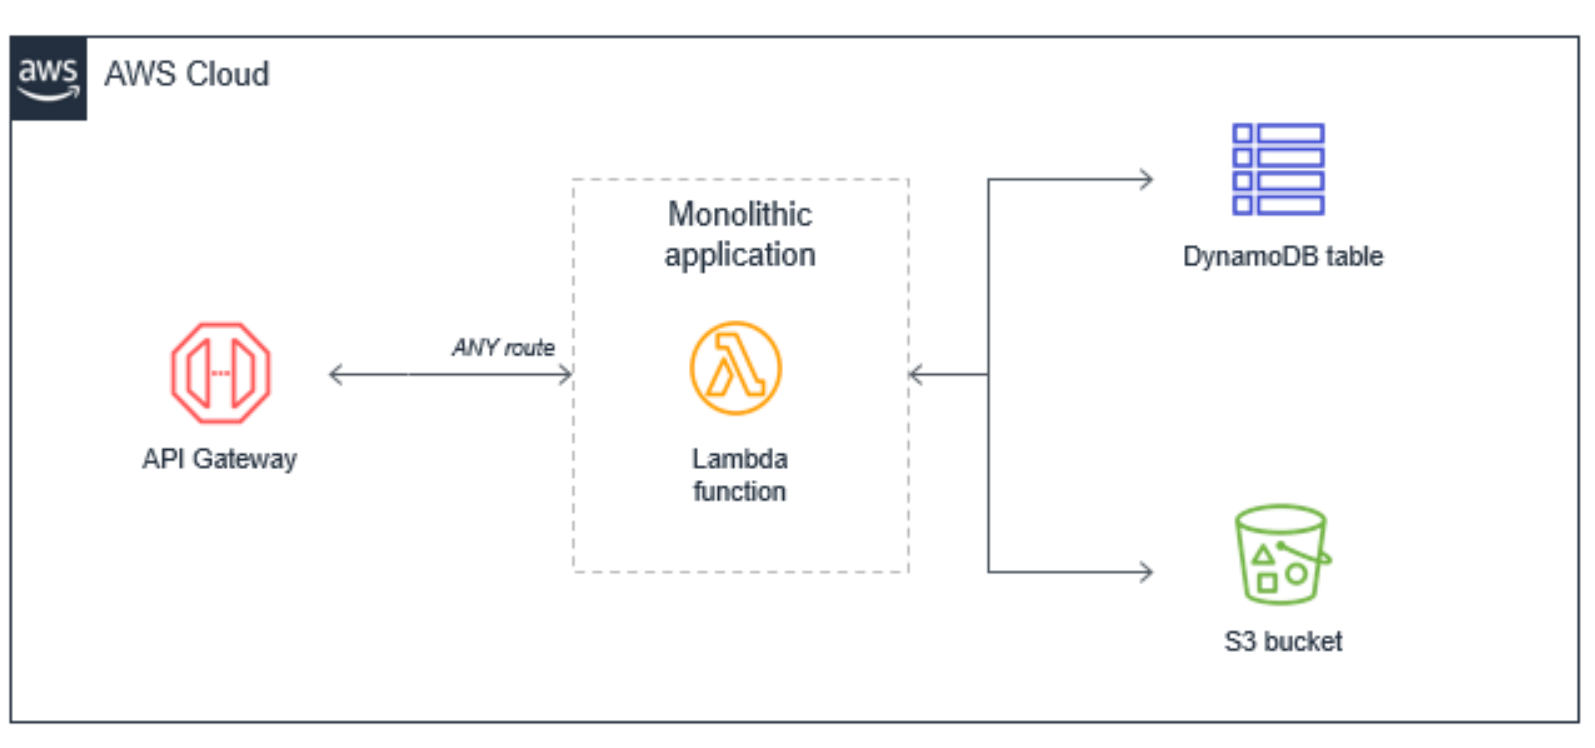 aws
AWS Cloud
Monolithic
application
DynamoDB table
ANY route
API Gateway
Lambda
function
S3 bucket